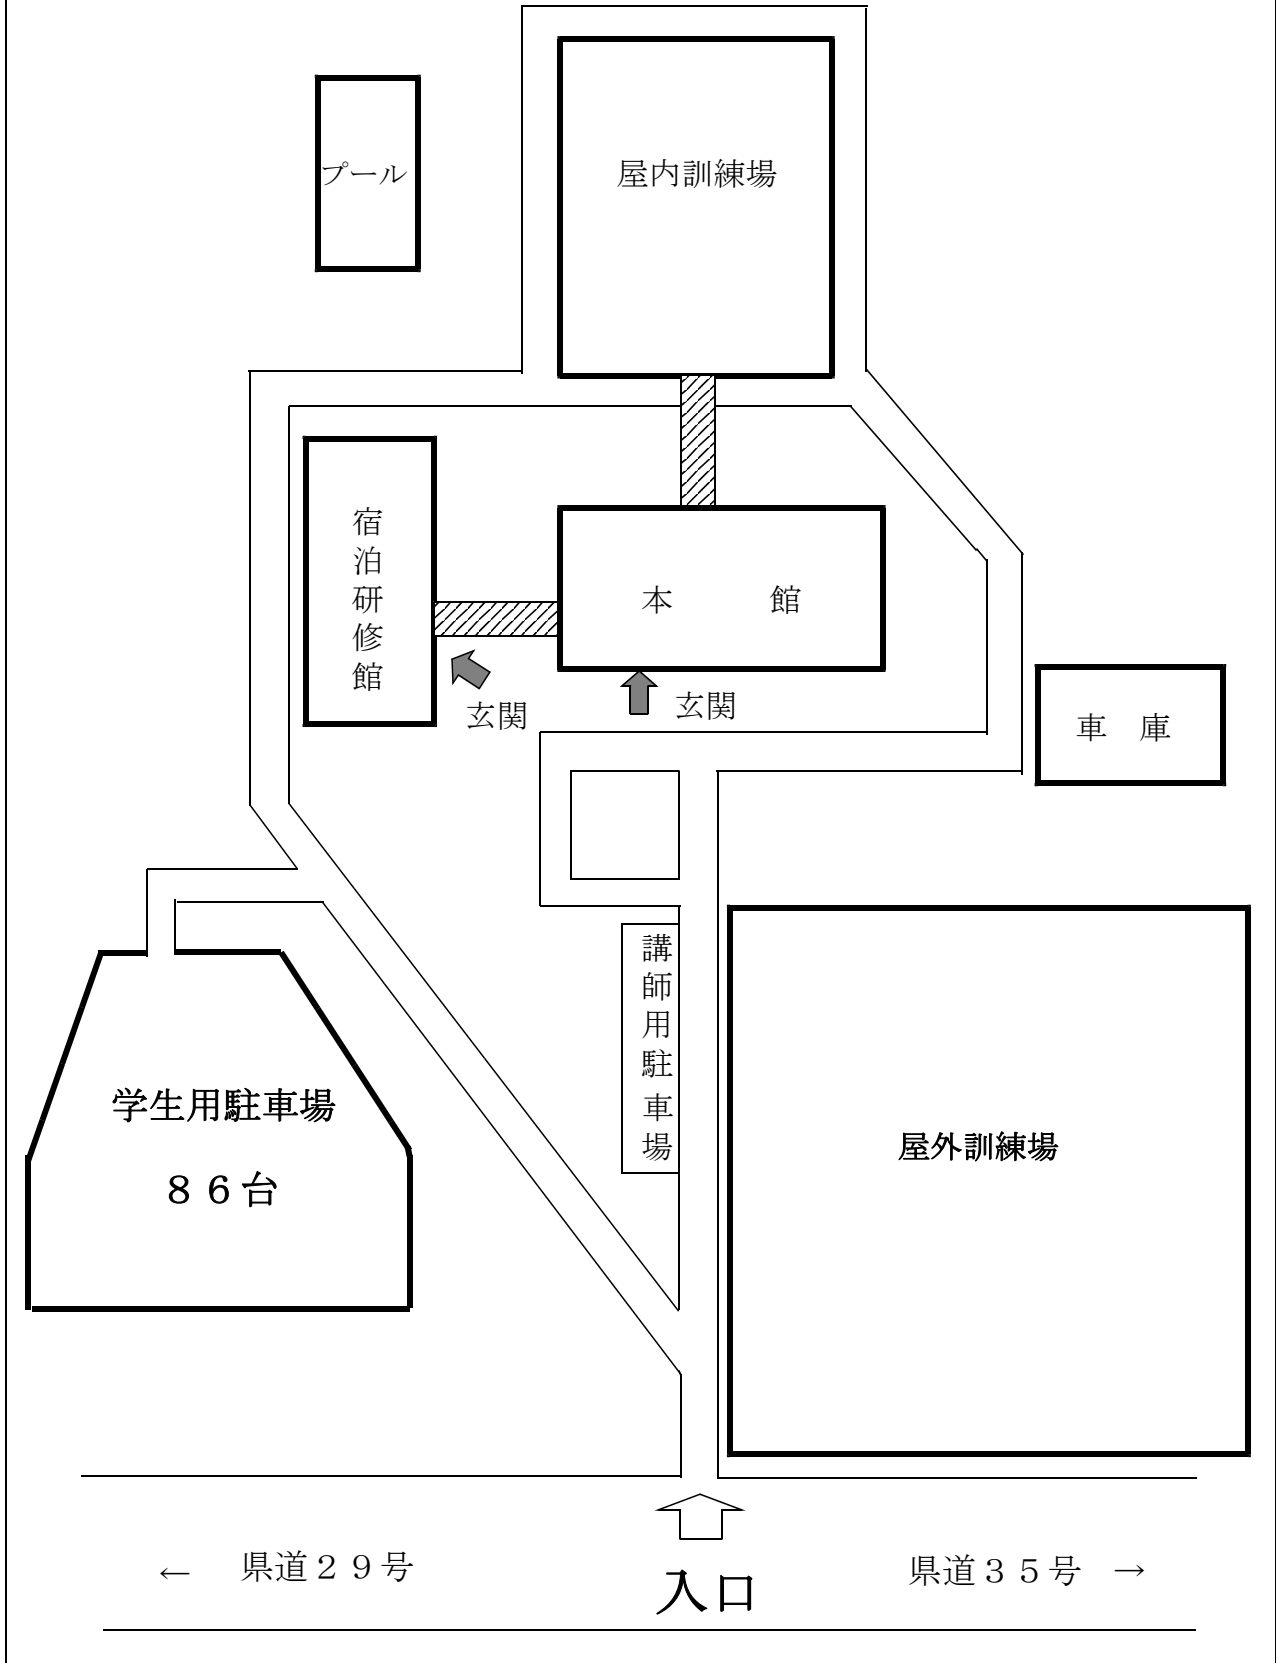 プール
屋内訓練場
宿泊研修館
本　　館
玄関
玄関
車　庫
講師用駐車場
学生用駐車場
８６台
屋外訓練場
←　県道２９号
入口
県道３５号　→